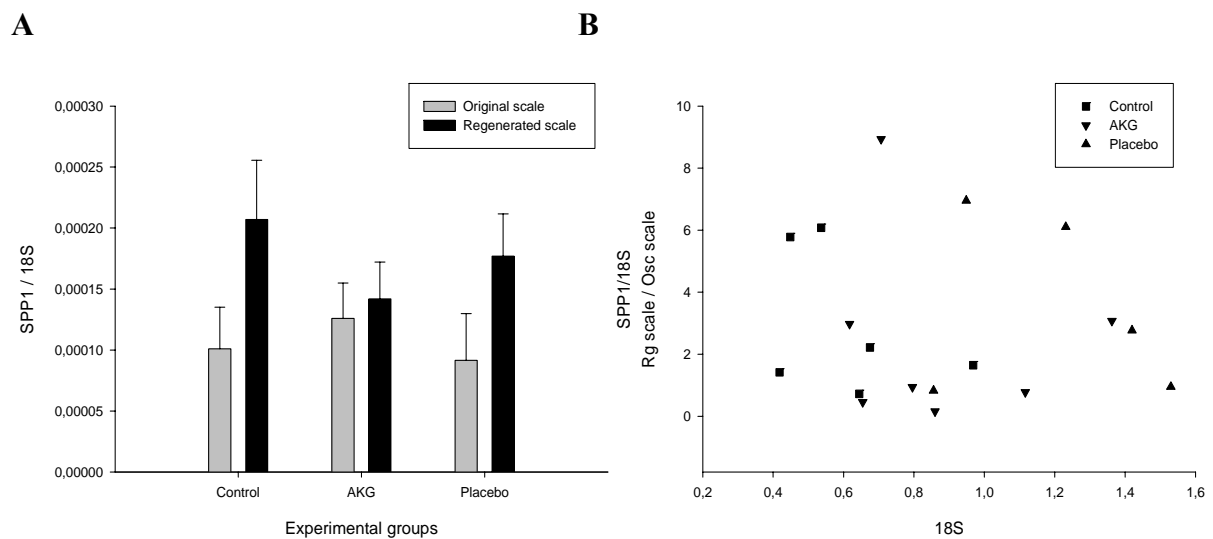 A
Original scale
Regenerated scale
0,00030
0,00025
0,00020
0,00015
0,00010
0,00005
0,00000
SPP1 / 18S
Control
AKG
Placebo
Experimental groups
B
Control
AKG
Placebo
10
8
6
4
2
0
SPP1/18S
Rg scale / Osc scale
0,2
0,4
0,6
0,8
1,0
1,2
1,4
1,6
18S